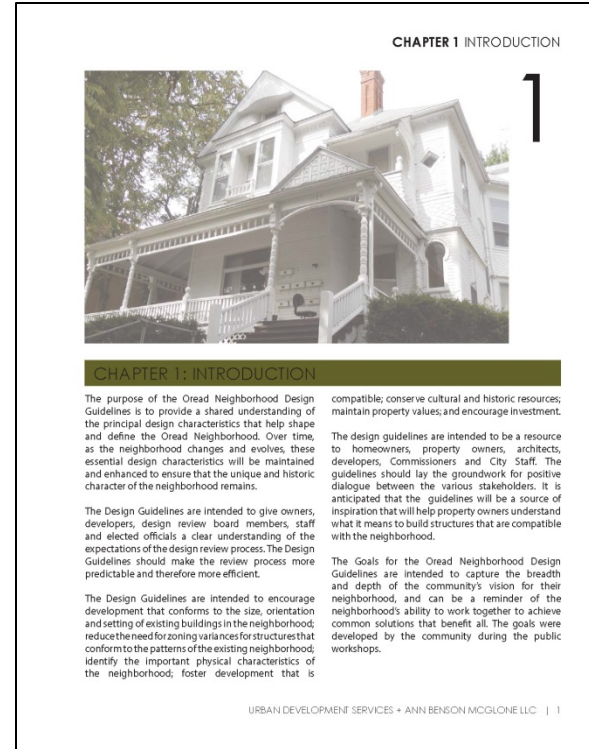 CHAPTER 1 INTRODUCTION
1
CHAPTER 1: INTRODUCTION
The purpose of the Oread Neighborhood Design
Guidelines is to provide a shared understanding of
the principal design characteristics that help shape
and define the Oread Neighborhood. Over time,
as the neighborhood changes and evolves, these
essential design characteristics will be maintained
and enhanced to ensure that the unique and historic
character of the neighborhood remains.
The Design Guidelines are intended to give owners,
developers, design review board members, staff
and elected officials a clear understanding of the
expectations of the design review process. The Design
Guidelines should make the review process more
predictable and therefore more efficient.
The Design Guidelines are intended to encourage
development that conforms to the size, orientation
and setting of existing buildings in the neighborhood;
reduce the need for zoning variances for structures that
conform to the patterns of the existing neighborhood;
identify the important physical characteristics of
the neighborhood; foster development that is
compatible; conserve cultural and historic resources;
maintain property values; and encourage investment.
The design guidelines are intended to be a resource
to homeowners, property owners, architects,
developers, Commissioners and City Staff. The
guidelines should lay the groundwork for positive
dialogue between the various stakeholders. It is
anticipated that the guidelines will be a source of
inspiration that will help property owners understand
what it means to build structures that are compatible
with the neighborhood.
The Goals for the Oread Neighborhood Design
Guidelines are intended to capture the breadth
and depth of the community's vision for their
neighborhood, and can be a reminder of the
neighborhood's ability to work together to achieve
common solutions that benefit all. The goals were
developed by the community during the public
workshops.
URBAN DEVELOPMENT SERVICES + ANN BENSON MCGLONE LLC | 1